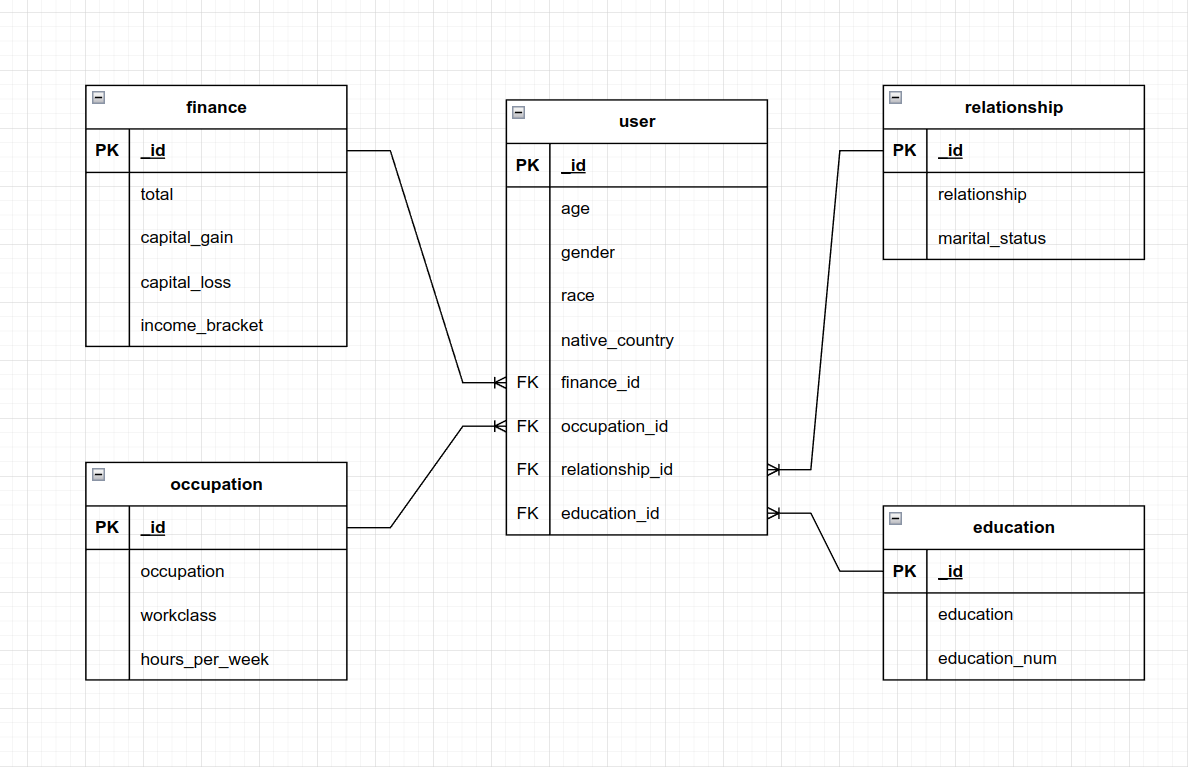 finance
PK _id
total
capital_gain
capital_loss
income_bracket
occupation
PK _id
occupation
workclass
hours_per_week
user
PK _id
age
gender
race
native_country
FK finance_id
FK occupation_id
FK relationship_id
FK education_id
relationship
PK _id
relationship
marital_status
education
PK _id
education
education_num